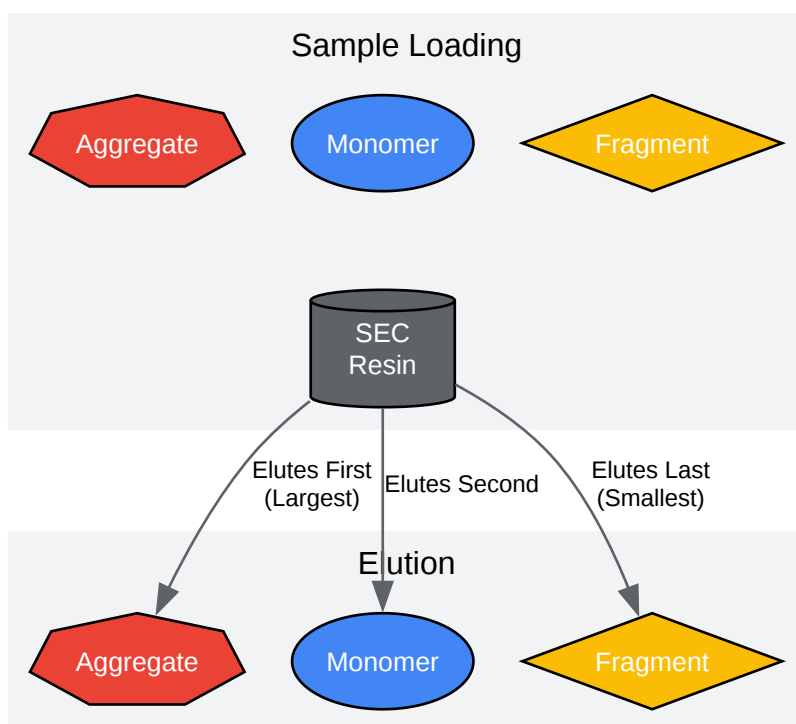 Sample Loading
Aggregate
Monomer
Fragment
SEC
Resin
Elutes First
(Largest)
Elutes Second
Elutes Last
(Smallest)
Elution
Aggregate
Monomer
Fragment